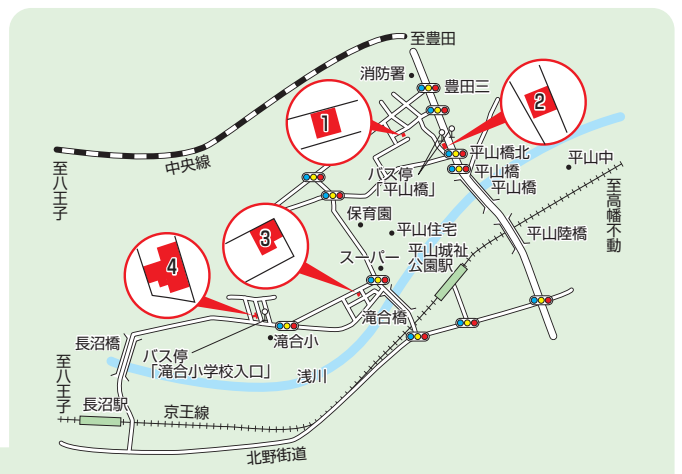 至豊田
消防署
豊田三
1
2
平山橋北
平山橋
平山橋
バス停
「平山橋」
平山中
中央線
至八王子
至高幡不動
保育園
平山住宅
平山陸橋
3
スーパー
平山城址
公園駅
4
滝合橋
長沼橋
滝合小
バス停
「滝合小学校入口」
浅川
至八王子
長沼駅
京王線
北野街道